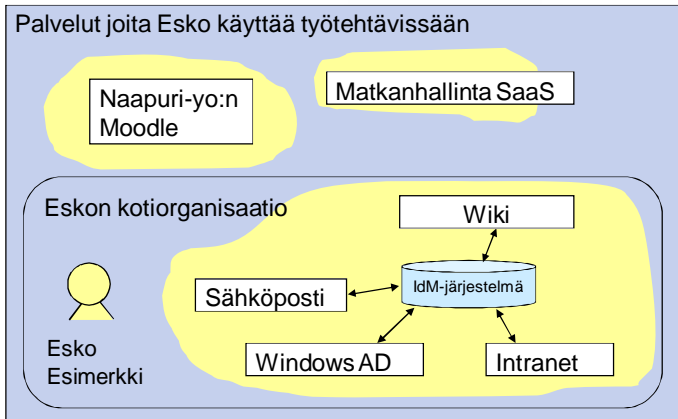 Palvelut joita Esko käyttää työtehtävissään
Naapuri-yo:n
Moodle
Matkanhallinta SaaS
Eskon kotiorganisaatio
Wiki
IdM-järjestelmä
Sähköposti
Windows AD
Intranet
Esko
Esimerkki